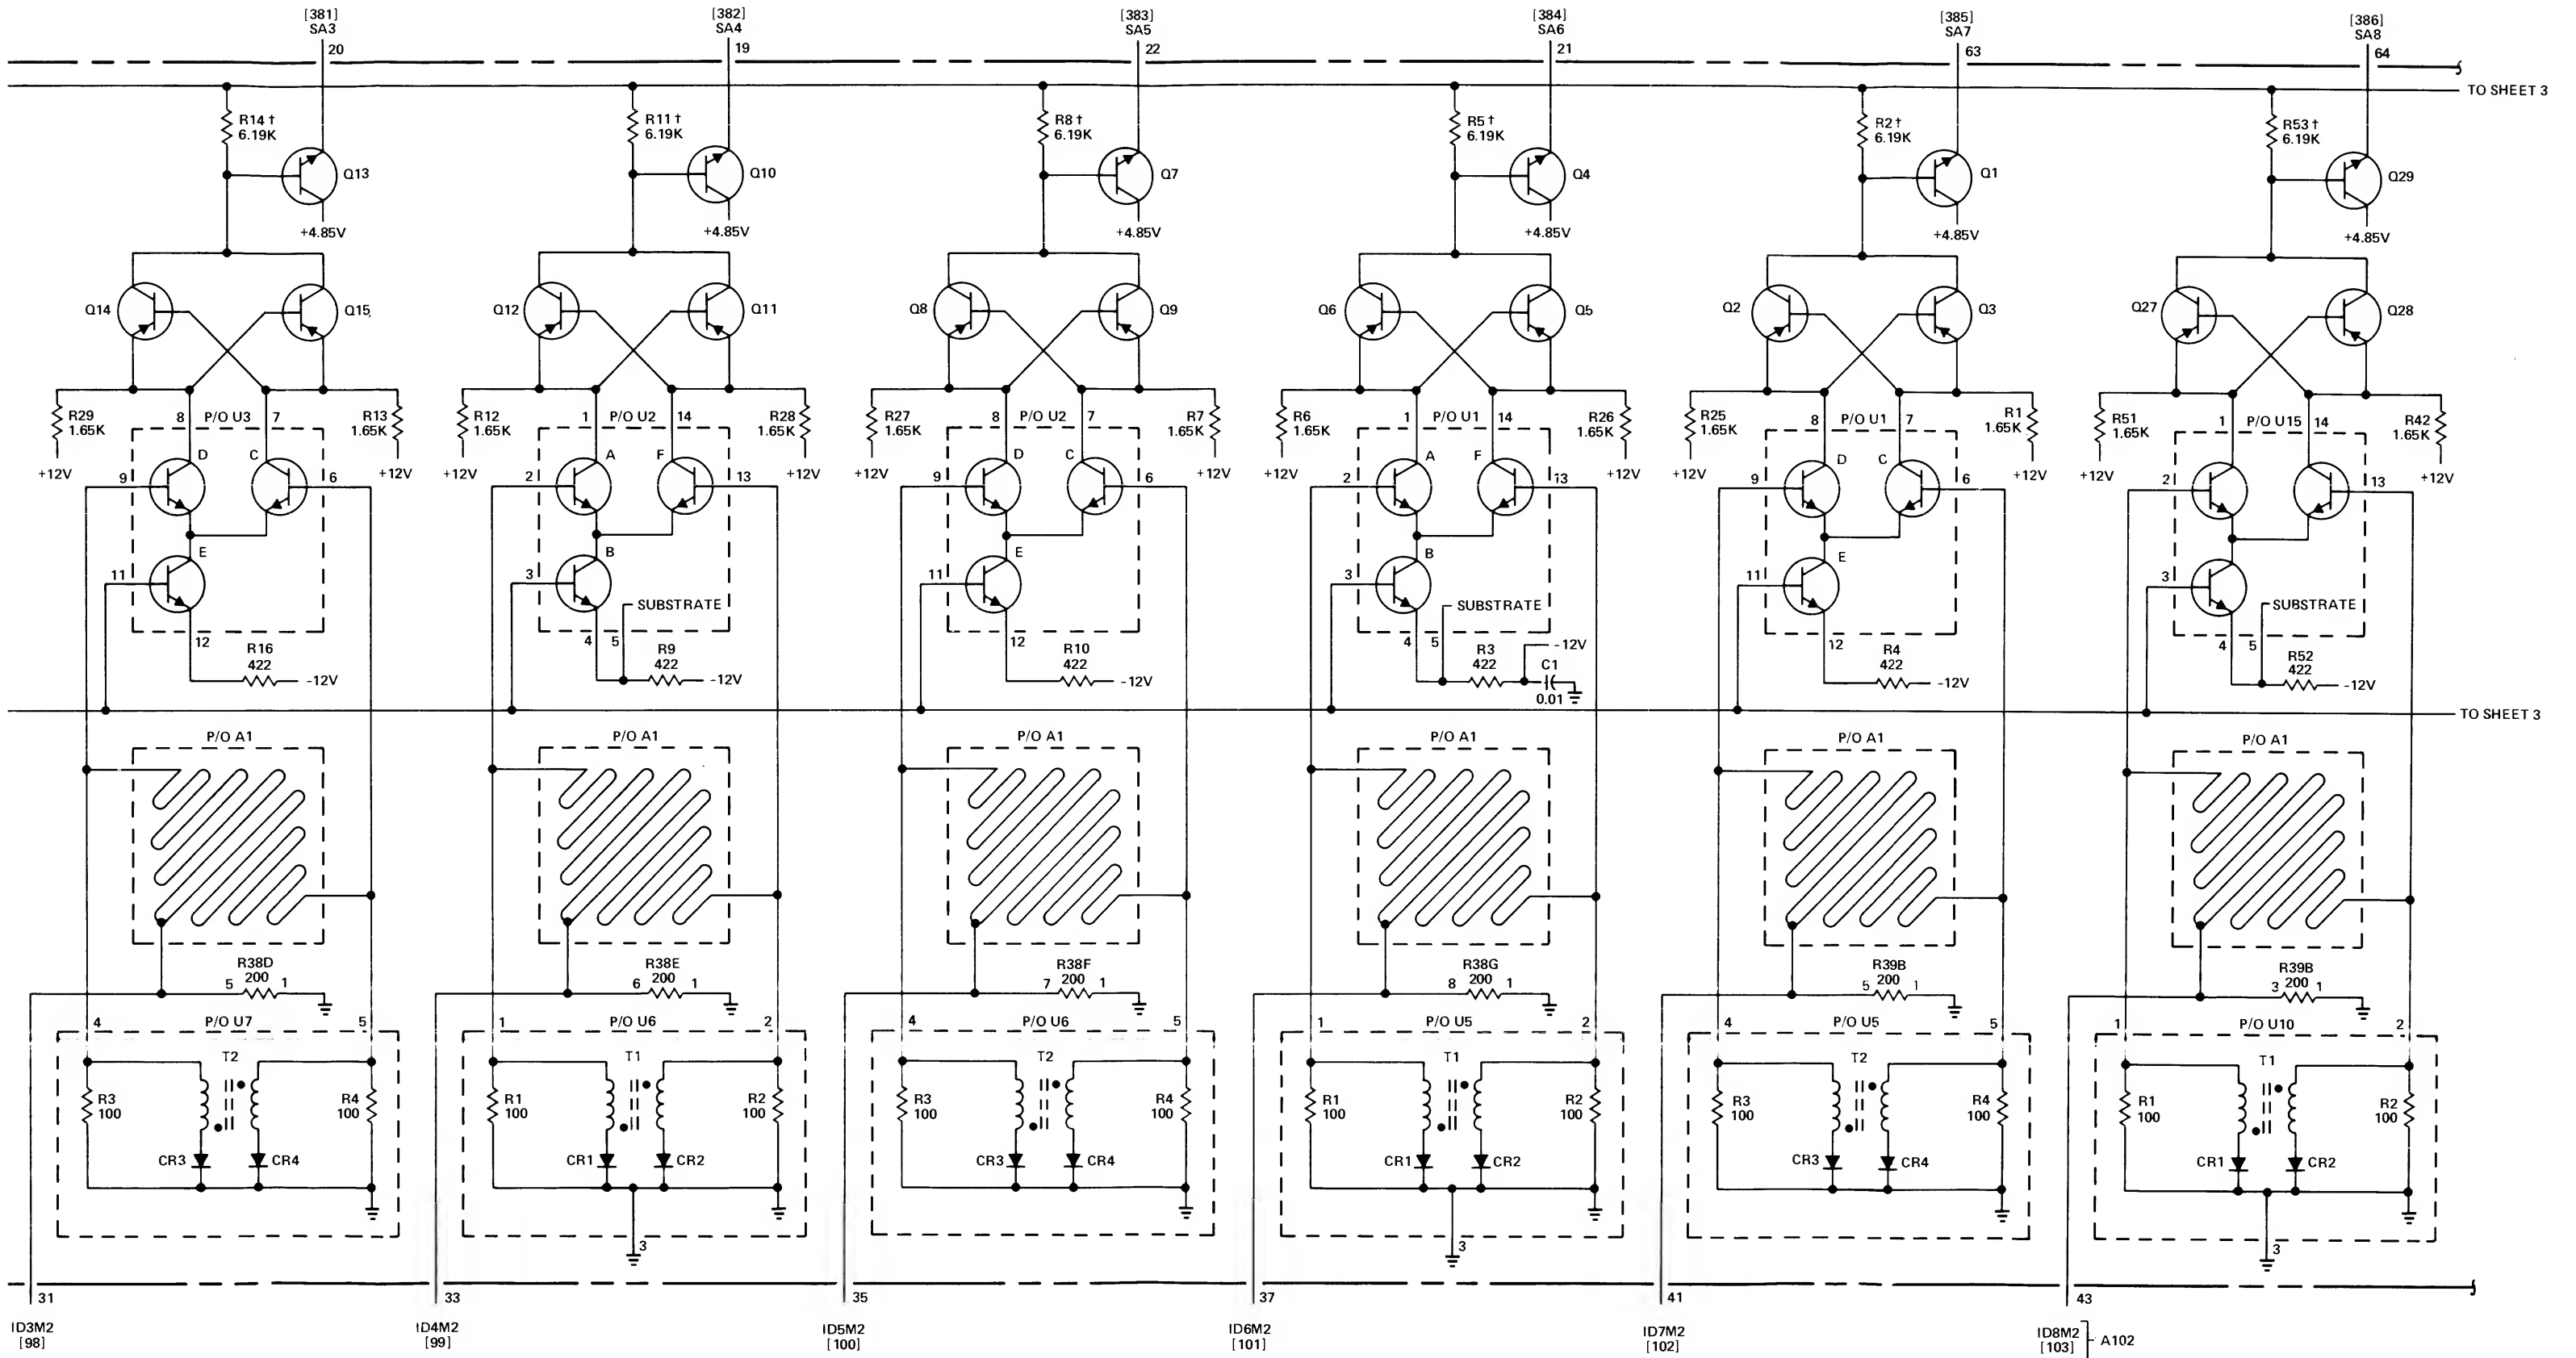 [381] [382] [383] [384] [385] [386]
SA3 SA4 SA5 SA6 SA7 SA8
20 19 22 21 63 64
TO SHEET 3
R14† R11† R8† R5† R2† R53†
6.19K 6.19K 6.19K 6.19K 6.19K 6.19K
Q13 Q10 Q7 Q4 Q1 Q29
+4.85V +4.85V +4.85V +4.85V +4.85V +4.85V
Q14 Q15 Q12 Q11 Q8 Q9 Q6 Q5 Q2 Q3 Q27 Q28
R29 8 P/O U3 7 R13 R12 1 P/O U2 14 R28 R27 8 P/O U2 7 R7 R6 1 P/O U1 14 R26 R25 8 P/O U1 7 R1 R51 1 P/O U15 14 R42
1.65K 1.65K 1.65K 1.65K 1.65K 1.65K 1.65K 1.65K 1.65K 1.65K 1.65K 1.65K
D C A F D C A F D C
+12V +12V +12V +12V +12V +12V +12V +12V +12V +12V +12V +12V
9 6 2 13 9 6 2 13 9 6 2 13
E B E B E
11 3 11 3 11 3
SUBSTRATE SUBSTRATE SUBSTRATE
12 4 5 12 4 5 12 4 5
R16 R9 R10 R3 -12V R4 R52
422 422 422 422 C1 422 422
-12V -12V -12V 0.01 -12V -12V
TO SHEET 3
P/O A1 P/O A1 P/O A1 P/O A1 P/O A1 P/O A1
R38D R38E R38F R38G R39B R39B
200 200 200 200 200 200
5 1 6 1 7 1 8 1 5 1 3 1
4 P/O U7 5 1 P/O U6 2 4 P/O U6 5 1 P/O U5 2 4 P/O U5 5 1 P/O U10 2
T2 T1 T2 T1 T2 T1
R3 R4 R1 R2 R3 R4 R1 R2 R3 R4 R1 R2
100 100 100 100 100 100 100 100 100 100 100 100
CR3 CR4 CR1 CR2 CR3 CR4 CR1 CR2 CR3 CR4 CR1 CR2
3 3 3
31 33 35 37 41 43
ID3M2 ID4M2 ID5M2 ID6M2 ID7M2 ID8M2
[98] [99] [100] [101] [102] [103] A102